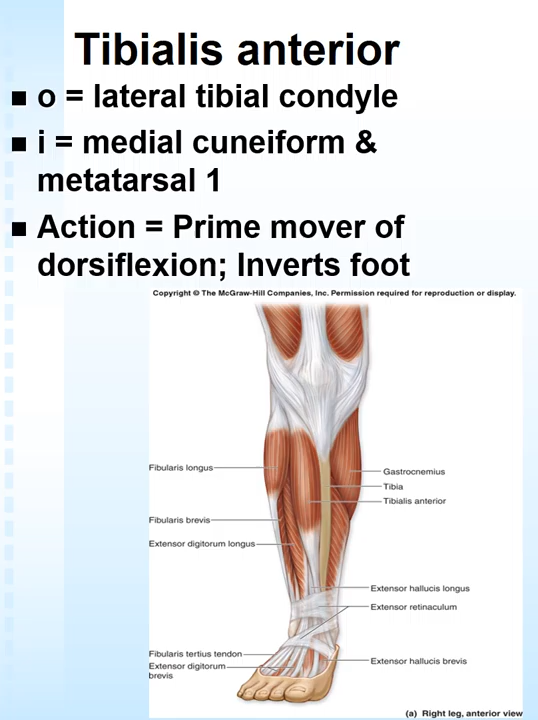 Tibialis anterior
■ o = lateral tibial condyle
■ i = medial cuneiform &
metatarsal 1
■ Action = Prime mover of
dorsiflexion; Inverts foot
Copyright © The McGraw-Hill Companies, Inc. Permission required for reproduction or display.
Fibularis longus
Gastrocnemius
Tibia
Tibialis anterior
Fibularis brevis
Extensor digitorum longus
Extensor hallucis longus
Extensor retinaculum
Fibularis tertius tendon
Extensor digitorum
brevis
Extensor hallucis brevis
(a) Right leg, anterior view